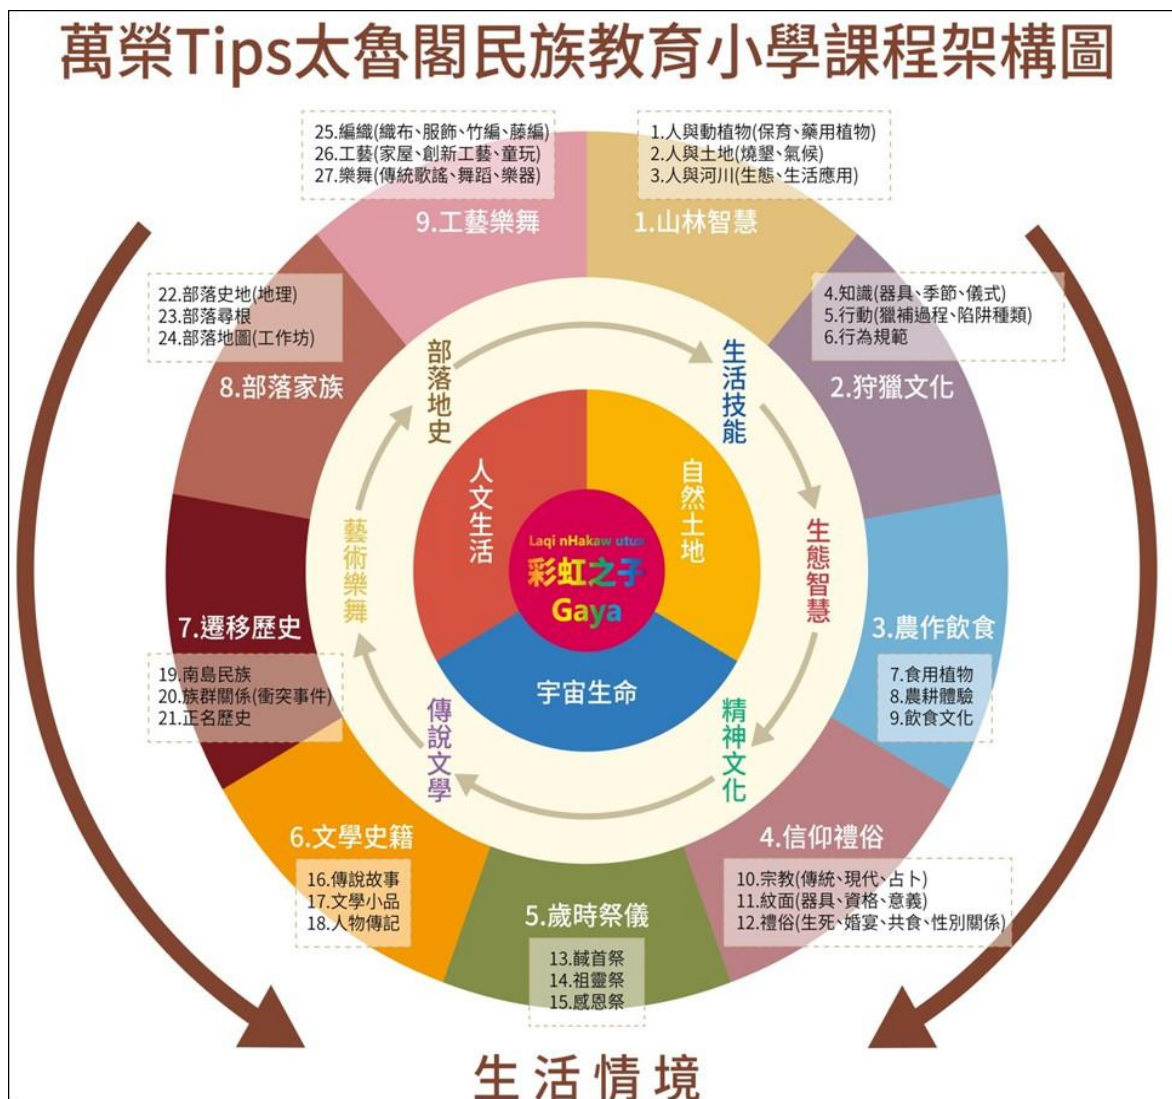 萬榮Tips太魯閣民族教育小學課程架構圖
25.編織(織布、服飾、竹編、藤編)
26.工藝(家屋、創新工藝、童玩)
27.樂舞(傳統歌謠、舞蹈、樂器)
9.工藝樂舞
1.人與動植物(保育、藥用植物)
2.人與土地(燒墾、氣候)
3.人與河川(生態、生活應用)
1.山林智慧
22.部落史地(地理)
23.部落尋根
24.部落地圖(工作坊)
8.部落家族
4.知識(器具、季節、儀式)
5.行動(獵補過程、陷阱種類)
6.行為規範
2.狩獵文化
部落地史
生活技能
人文生活
自然土地
藝術樂舞
生態智慧
Laqi nHakaw utux
彩虹之子
Gaya
7.遷移歷史
19.南島民族
20.族群關係(衝突事件)
21.正名歷史
3.農作飲食
7.食用植物
8.農耕體驗
9.飲食文化
宇宙生命
傳說文學
精神文化
6.文學史籍
16.傳說故事
17.文學小品
18.人物傳記
4.信仰禮俗
10.宗教(傳統、現代、占卜)
11.紋面(器具、資格、意義)
12.禮俗(生死、婚宴、共食、性別關係)
5.歲時祭儀
13.馘首祭
14.祖靈祭
15.感恩祭
生活情境